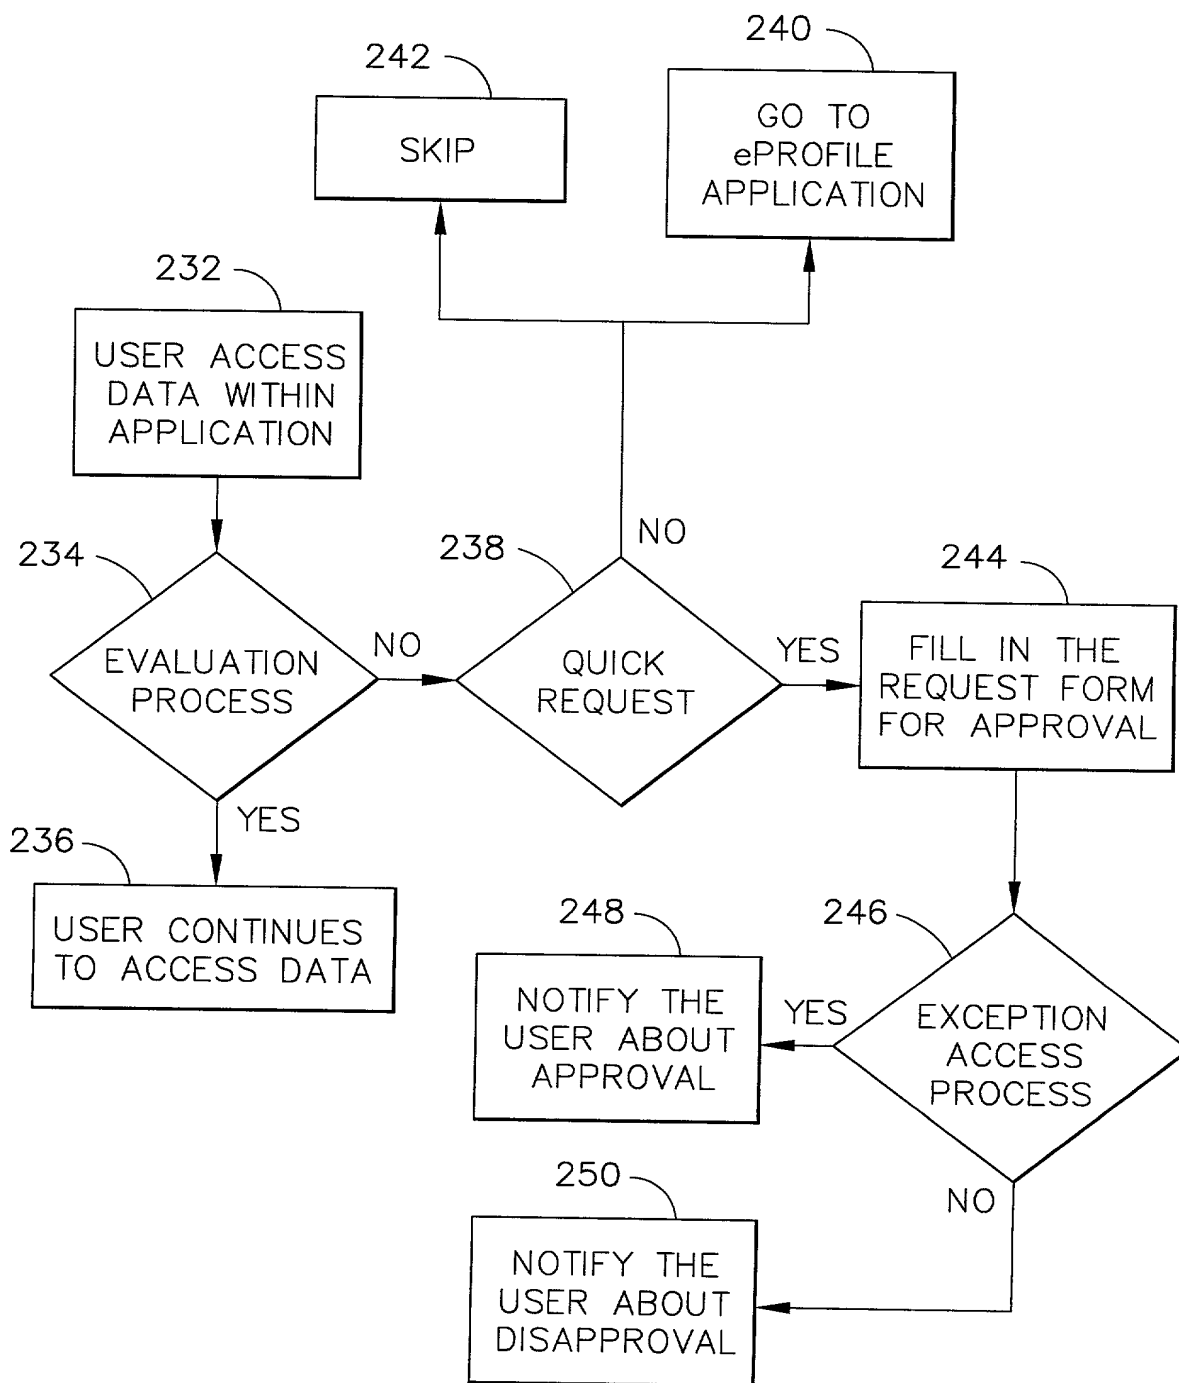 240
242
GO TO
ePROFILE
APPLICATION
SKIP
232
USER ACCESS
DATA WITHIN
APPLICATION
NO
234
238
244
EVALUATION
PROCESS
NO
QUICK
REQUEST
YES
FILL IN THE
REQUEST FORM
FOR APPROVAL
YES
236
USER CONTINUES
TO ACCESS DATA
248
246
NOTIFY THE
USER ABOUT
APPROVAL
YES
EXCEPTION
ACCESS
PROCESS
250
NO
NOTIFY THE
USER ABOUT
DISAPPROVAL